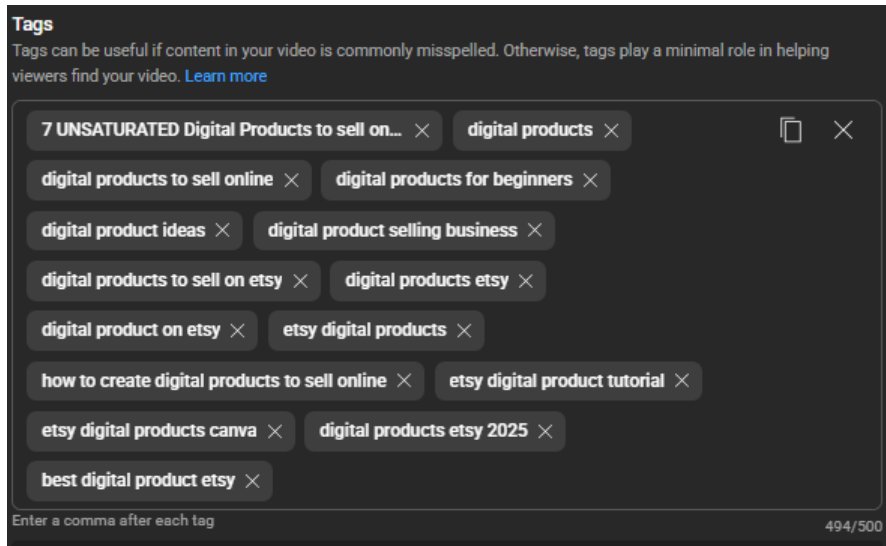 Tags
Tags can be useful if content in your video is commonly misspelled. Otherwise, tags play a minimal role in helping
viewers find your video. Learn more
7 UNSATURATED Digital Products to sell on... × digital products ×
digital products to sell online × digital products for beginners ×
digital product ideas × digital product selling business ×
digital products to sell on etsy × digital products etsy ×
digital product on etsy × etsy digital products ×
how to create digital products to sell online × etsy digital product tutorial ×
etsy digital products canva × digital products etsy 2025 ×
best digital product etsy ×
Enter a comma after each tag 494/500